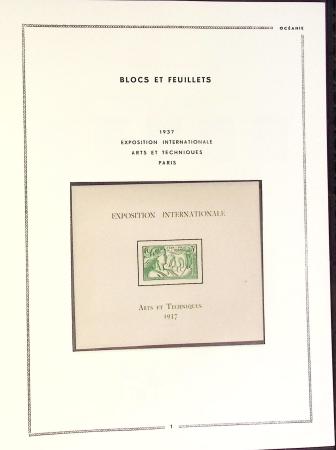 OCÉANIE
BLOCS ET FEUILLETS
1937
EXPOSITION INTERNATIONALE
ARTS ET TECHNIQUES
PARIS
EXPOSITION INTERNATIONALE
ARTS ET TECHNIQUES
1937
1